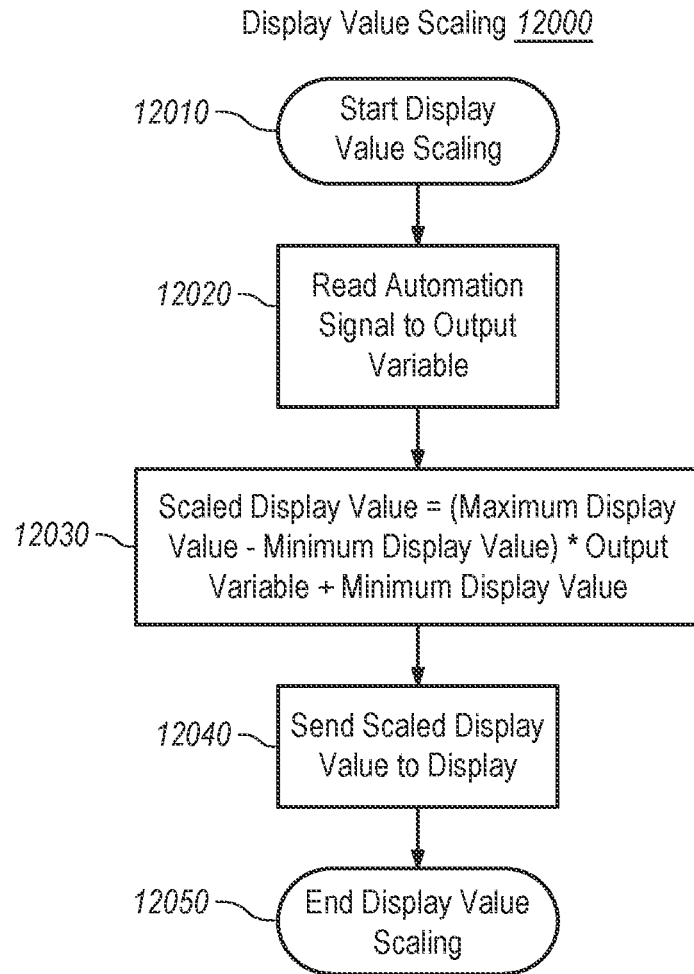 Display Value Scaling 12000
12010
Start Display
Value Scaling
12020
Read Automation
Signal to Output
Variable
12030
Scaled Display Value = (Maximum Display
Value - Minimum Display Value) * Output
Variable + Minimum Display Value
12040
Send Scaled Display
Value to Display
12050
End Display Value
Scaling